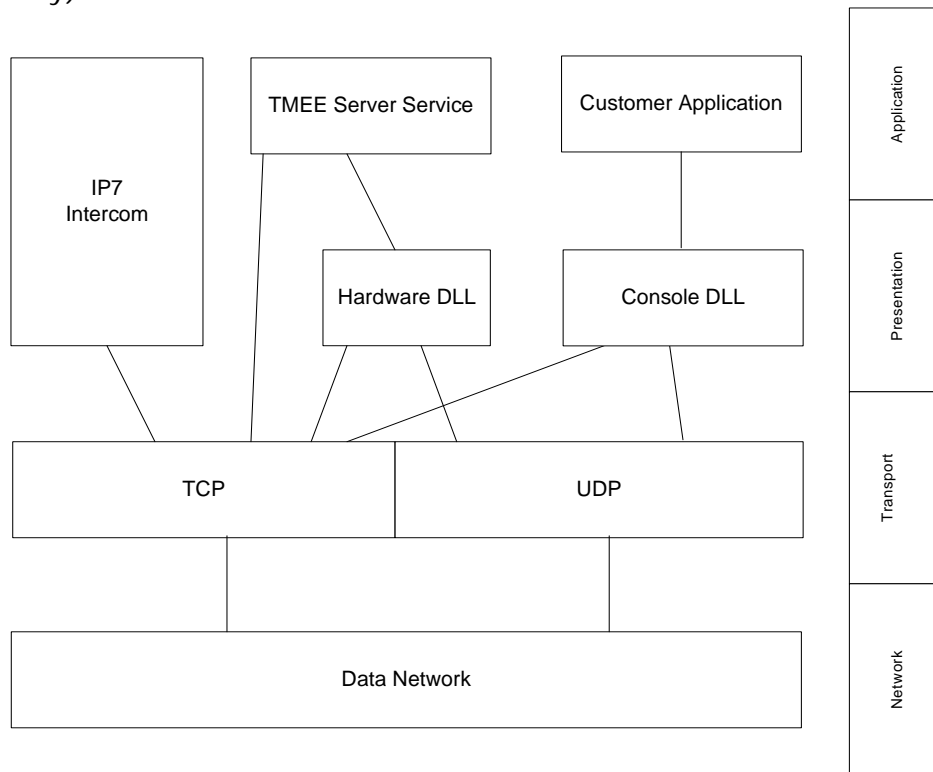 TMEE Server Service
Customer Application
IP7
Intercom
Hardware DLL
Console DLL
TCP
UDP
Data Network
Application
Presentation
Transport
Network